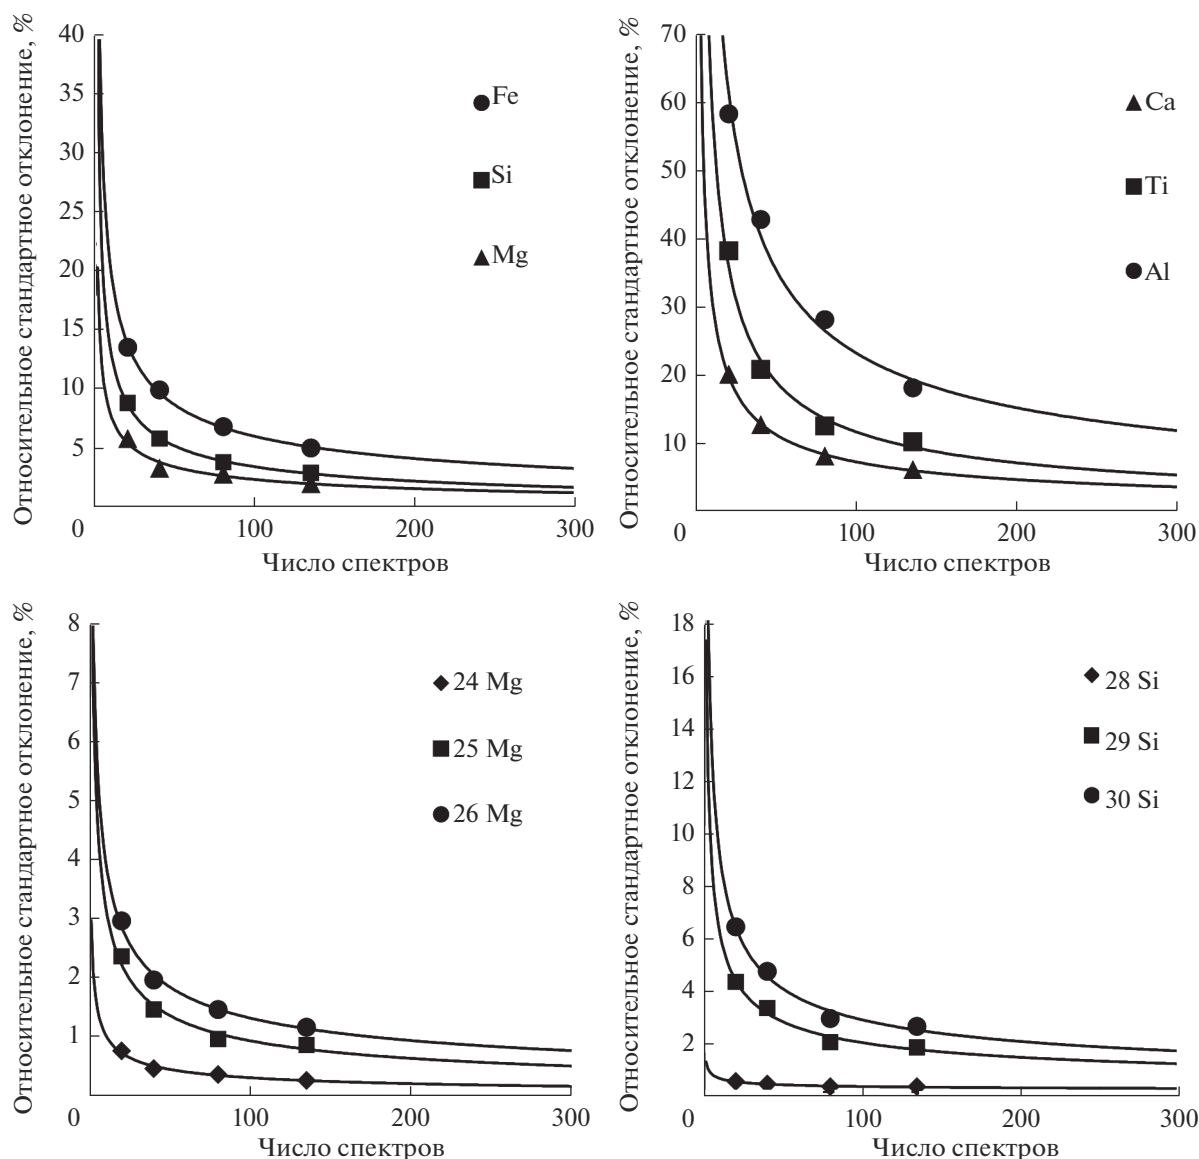 Относительное стандартное отклонение, %
40
35
30
25
20
15
10
5
0
100
200
300
Число спектров
Fe
Si
Mg
Относительное стандартное отклонение, %
70
60
50
40
30
20
10
0
100
200
300
Число спектров
Ca
Ti
Al
Относительное стандартное отклонение, %
8
7
6
5
4
3
2
1
0
100
200
300
Число спектров
24 Mg
25 Mg
26 Mg
Относительное стандартное отклонение, %
18
16
14
12
10
8
6
4
2
0
100
200
300
Число спектров
28 Si
29 Si
30 Si